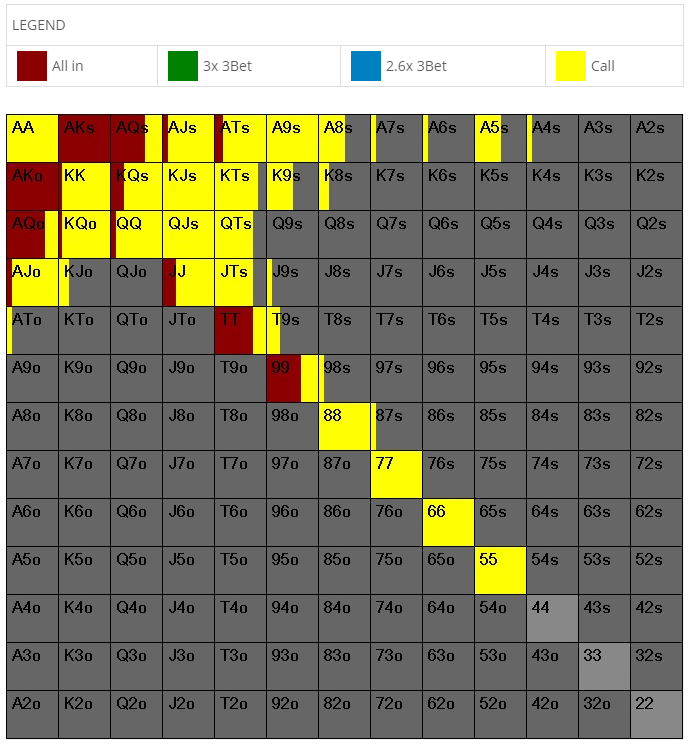 LEGEND
All in 3x 3Bet 2.6x 3Bet Call
AA AKs AQs AJs ATs A9s A8s A7s A6s A5s A4s A3s A2s
AKo KK KQs KJs KTs K9s K8s K7s K6s K5s K4s K3s K2s
AQo KQo QQ QJs QTs Q9s Q8s Q7s Q6s Q5s Q4s Q3s Q2s
AJo KJo QJo JJ JTs J9s J8s J7s J6s J5s J4s J3s J2s
ATo KTo QTo JTo TT T9s T8s T7s T6s T5s T4s T3s T2s
A9o K9o Q9o J9o T9o 99 98s 97s 96s 95s 94s 93s 92s
A8o K8o Q8o J8o T8o 98o 88 87s 86s 85s 84s 83s 82s
A7o K7o Q7o J7o T7o 97o 87o 77 76s 75s 74s 73s 72s
A6o K6o Q6o J6o T6o 96o 86o 76o 66 65s 64s 63s 62s
A5o K5o Q5o J5o T5o 95o 85o 75o 65o 55 54s 53s 52s
A4o K4o Q4o J4o T4o 94o 84o 74o 64o 54o 44 43s 42s
A3o K3o Q3o J3o T3o 93o 83o 73o 63o 53o 43o 33 32s
A2o K2o Q2o J2o T2o 92o 82o 72o 62o 52o 42o 32o 22